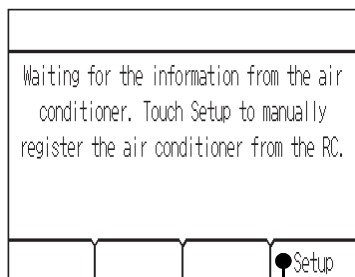 Waiting for the information from the air
conditioner. Touch Setup to manually
register the air conditioner from the RC.
Setup